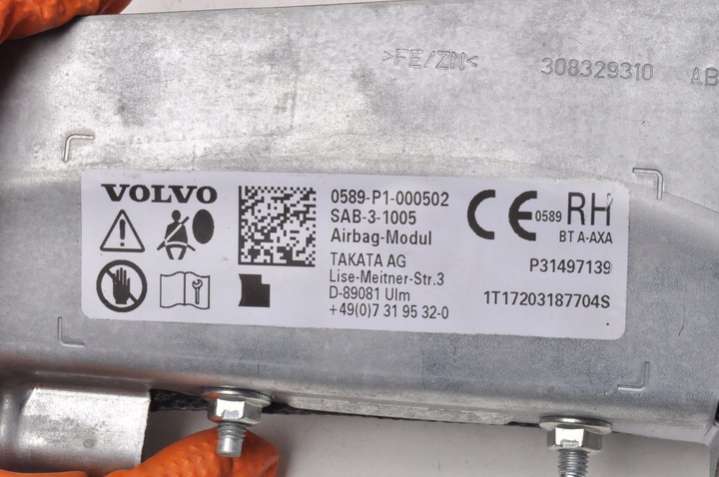 >FE/ZN<
308329310 AB
VOLVO
0589-P1-000502
SAB-3-1005
Airbag-Modul
TAKATA AG
Lise-Meitner-Str.3
D-89081 Ulm
+49(0)7 31 95 32-0
CE 0589 RH
BT A-AXA
P31497139
1T17203187704S